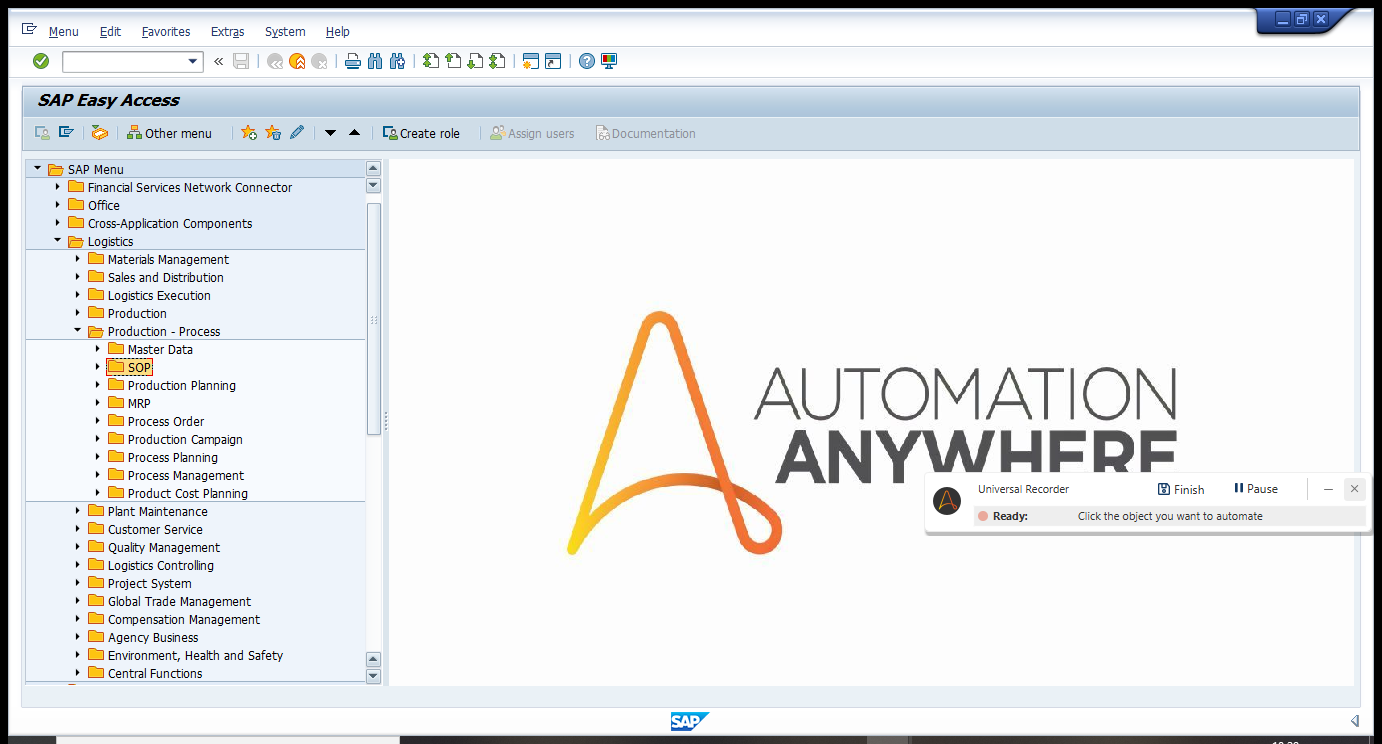 Menu Edit Favorites Extras System Help
SAP Easy Access
Other menu Create role Assign users Documentation
SAP Menu
Financial Services Network Connector
Office
Cross-Application Components
Logistics
Materials Management
Sales and Distribution
Logistics Execution
Production
Production - Process
Master Data
SOP
Production Planning
MRP
Process Order
Production Campaign
Process Planning
Process Management
Product Cost Planning
Plant Maintenance
Customer Service
Quality Management
Logistics Controlling
Project System
Global Trade Management
Compensation Management
Agency Business
Environment, Health and Safety
Central Functions
AUTOMATION
ANYWHERE
Universal Recorder Finish Pause
Ready: Click the object you want to automate
SAP